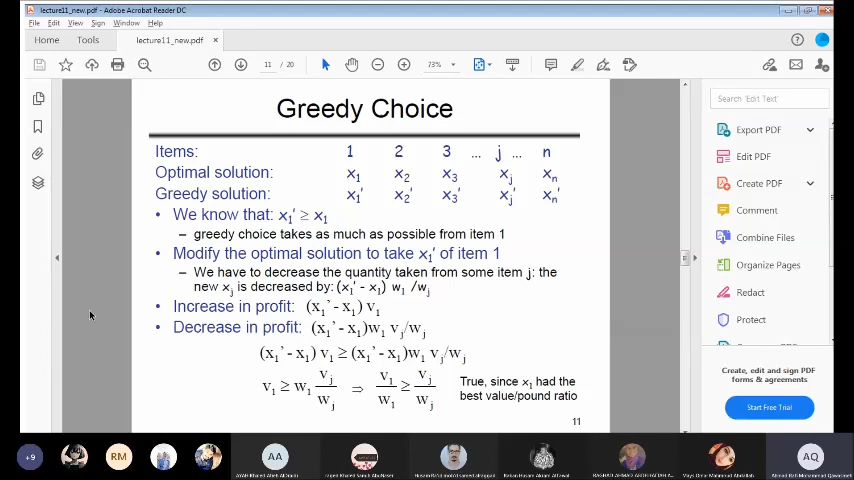 lecture11_new.pdf - Adobe Acrobat Reader DC
File Edit View Sign Window Help
Home Tools lecture11_new.pdf ×
11 / 20 73%
Greedy Choice
Items: 1 2 3 ... j ... n
Optimal solution: x₁ x₂ x₃ xⱼ xₙ
Greedy solution: x₁' x₂' x₃' xⱼ' xₙ'
• We know that: x₁' ≥ x₁
– greedy choice takes as much as possible from item 1
• Modify the optimal solution to take x₁' of item 1
– We have to decrease the quantity taken from some item j: the
new xⱼ is decreased by: (x₁' - x₁) w₁ /wⱼ
• Increase in profit: (x₁' - x₁) v₁
• Decrease in profit: (x₁' - x₁)w₁ vⱼ/wⱼ
(x₁' - x₁) v₁ ≥ (x₁' - x₁)w₁ vⱼ/wⱼ
v₁ ≥ w₁ vⱼ/wⱼ ⇒ v₁/w₁ ≥ vⱼ/wⱼ
True, since x₁ had the
best value/pound ratio
11
Search 'Edit Text'
Export PDF
Edit PDF
Create PDF
Comment
Combine Files
Organize Pages
Redact
Protect
Create, edit and sign PDF
forms & agreements
Start Free Trial
+9 RM AA AQ